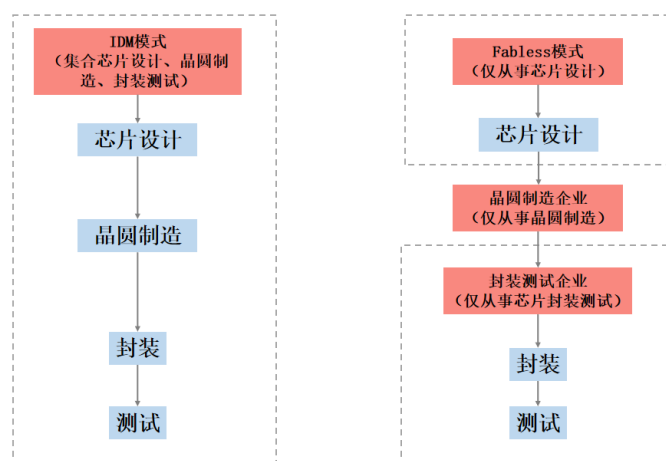 IDM模式
（集合芯片设计、晶圆制
造、封装测试）
芯片设计
晶圆制造
封装
测试
Fabless模式
（仅从事芯片设计）
芯片设计
晶圆制造企业
（仅从事晶圆制造）
封装测试企业
（仅从事芯片封装测试）
封装
测试